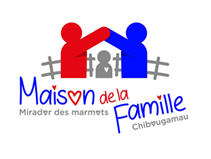 Maison de la
Famille
Mirador des marmots
Chibougamau